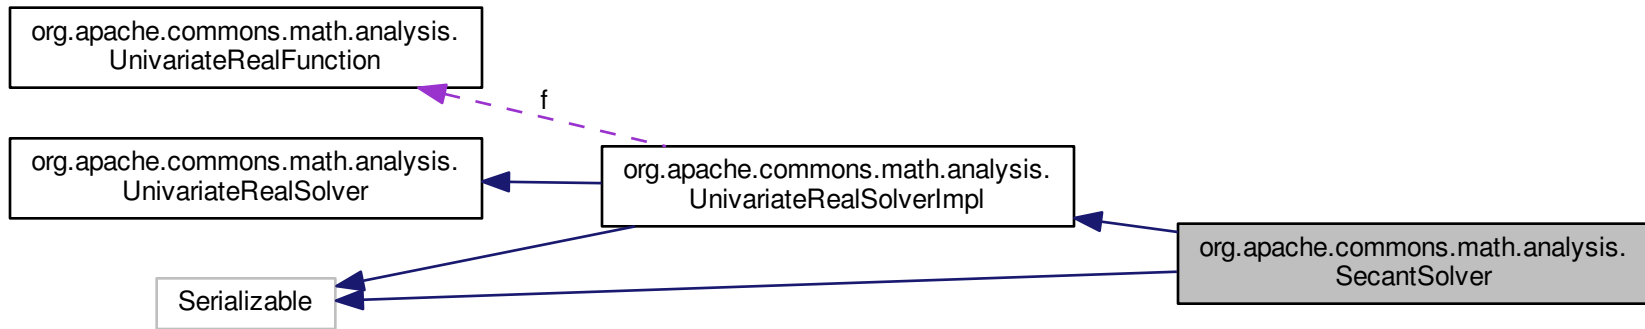 org.apache.commons.math.analysis.
UnivariateRealFunction
f
org.apache.commons.math.analysis.
UnivariateRealSolver
org.apache.commons.math.analysis.
UnivariateRealSolverImpl
org.apache.commons.math.analysis.
SecantSolver
Serializable